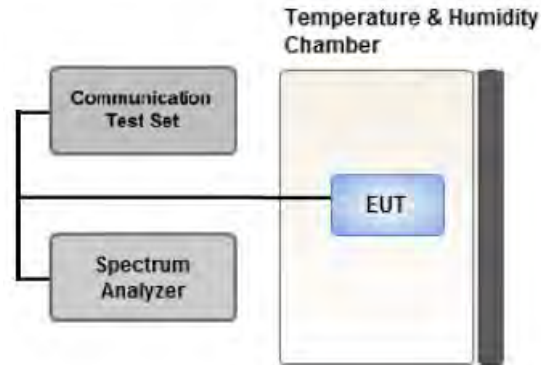 Temperature & Humidity
Chamber
Communication
Test Set
EUT
Spectrum
Analyzer